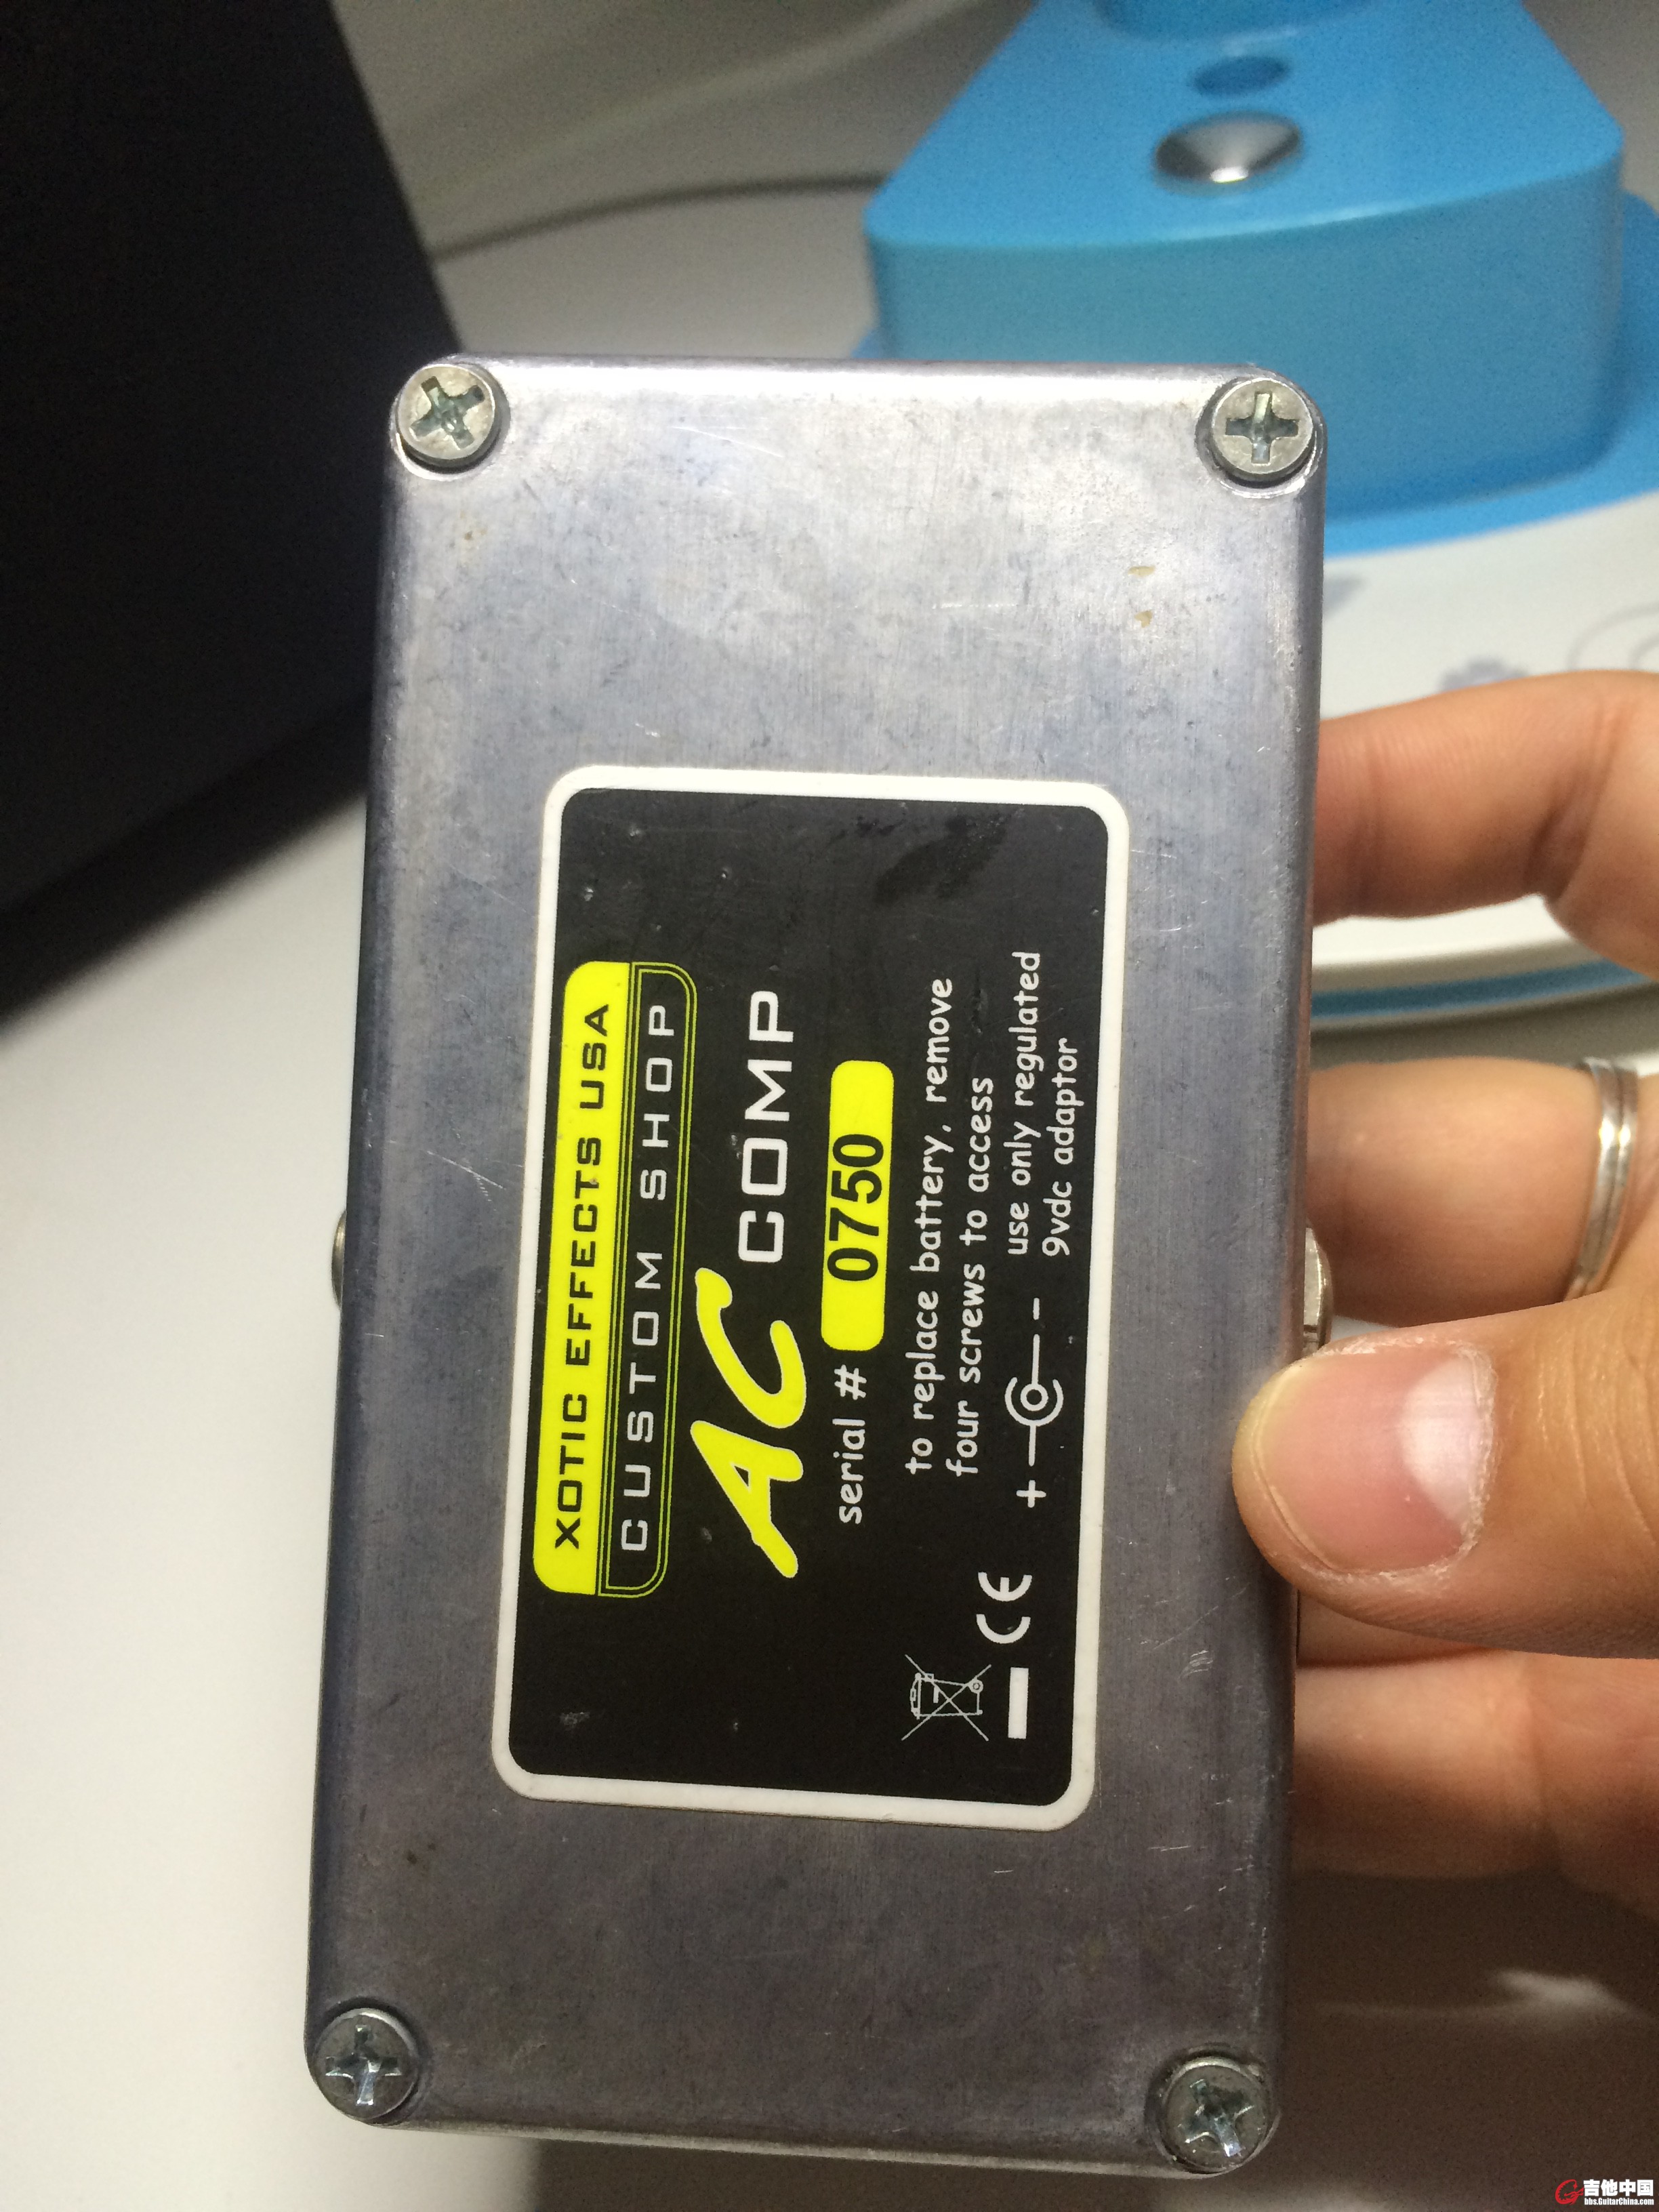 XOTIC EFFECTS USA
CUSTOM SHOP
AC COMP
serial # 0750
to replace battery, remove
four screws to access
+ - use only regulated
9vdc adaptor
CE
吉他中国
bbs.GuitarChina.com